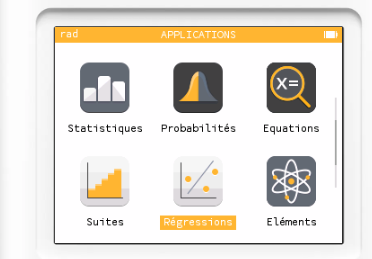 rad APPLICATIONS
Statistiques Probabilités Equations
X=
Suites Régressions Eléments